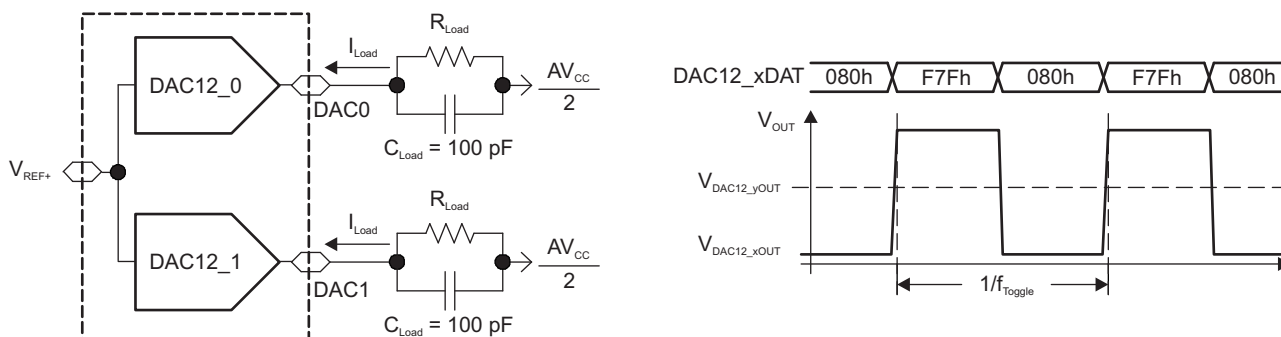 DAC12_0
I_Load
R_Load
AV_CC
2
DAC0
C_Load = 100 pF
V_REF+
DAC12_1
I_Load
R_Load
AV_CC
2
DAC1
C_Load = 100 pF
DAC12_xDAT 080h F7Fh 080h F7Fh 080h
V_OUT
V_DAC12_yOUT
V_DAC12_xOUT
1/f_Toggle